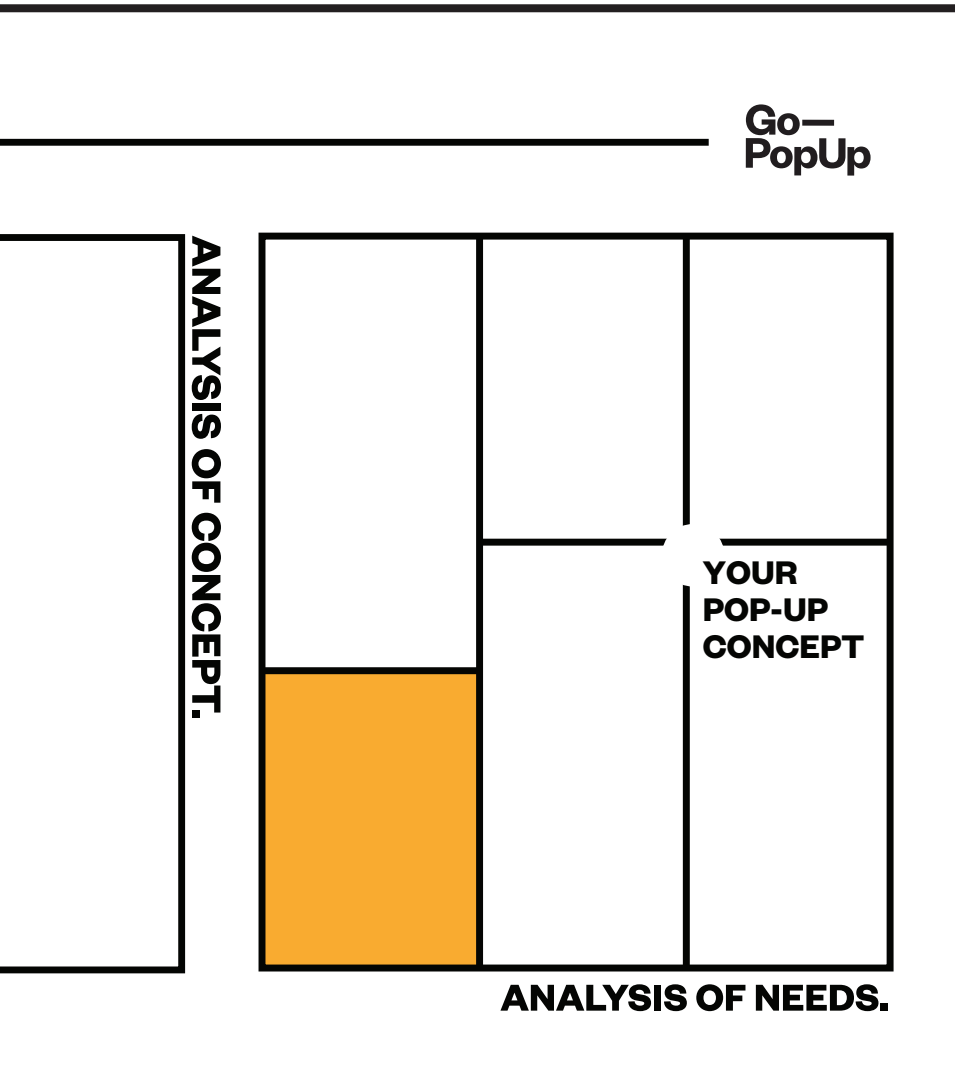 Go—
PopUp
ANALYSIS OF CONCEPT.
YOUR
POP-UP
CONCEPT
ANALYSIS OF NEEDS.